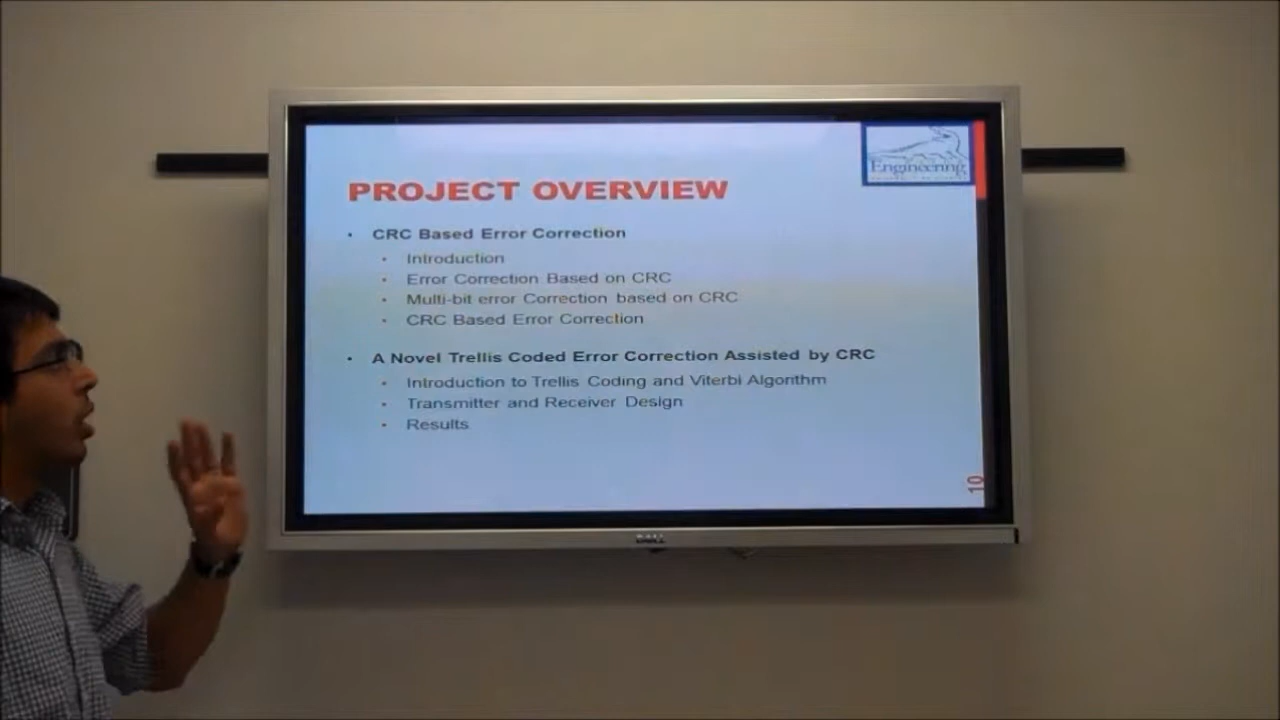 Engineering
PROJECT OVERVIEW
• CRC Based Error Correction
• Introduction
• Error Correction Based on CRC
• Multi-bit error Correction based on CRC
• CRC Based Error Correction
• A Novel Trellis Coded Error Correction Assisted by CRC
• Introduction to Trellis Coding and Viterbi Algorithm
• Transmitter and Receiver Design
• Results
10
DELL